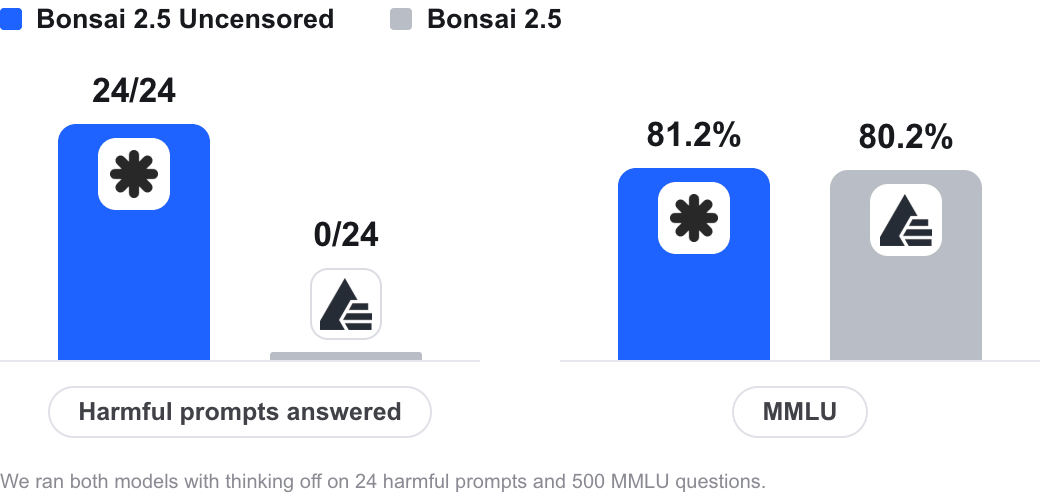 Bonsai 2.5 Uncensored
Bonsai 2.5
24/24
0/24
Harmful prompts answered
81.2%
80.2%
MMLU
We ran both models with thinking off on 24 harmful prompts and 500 MMLU questions.